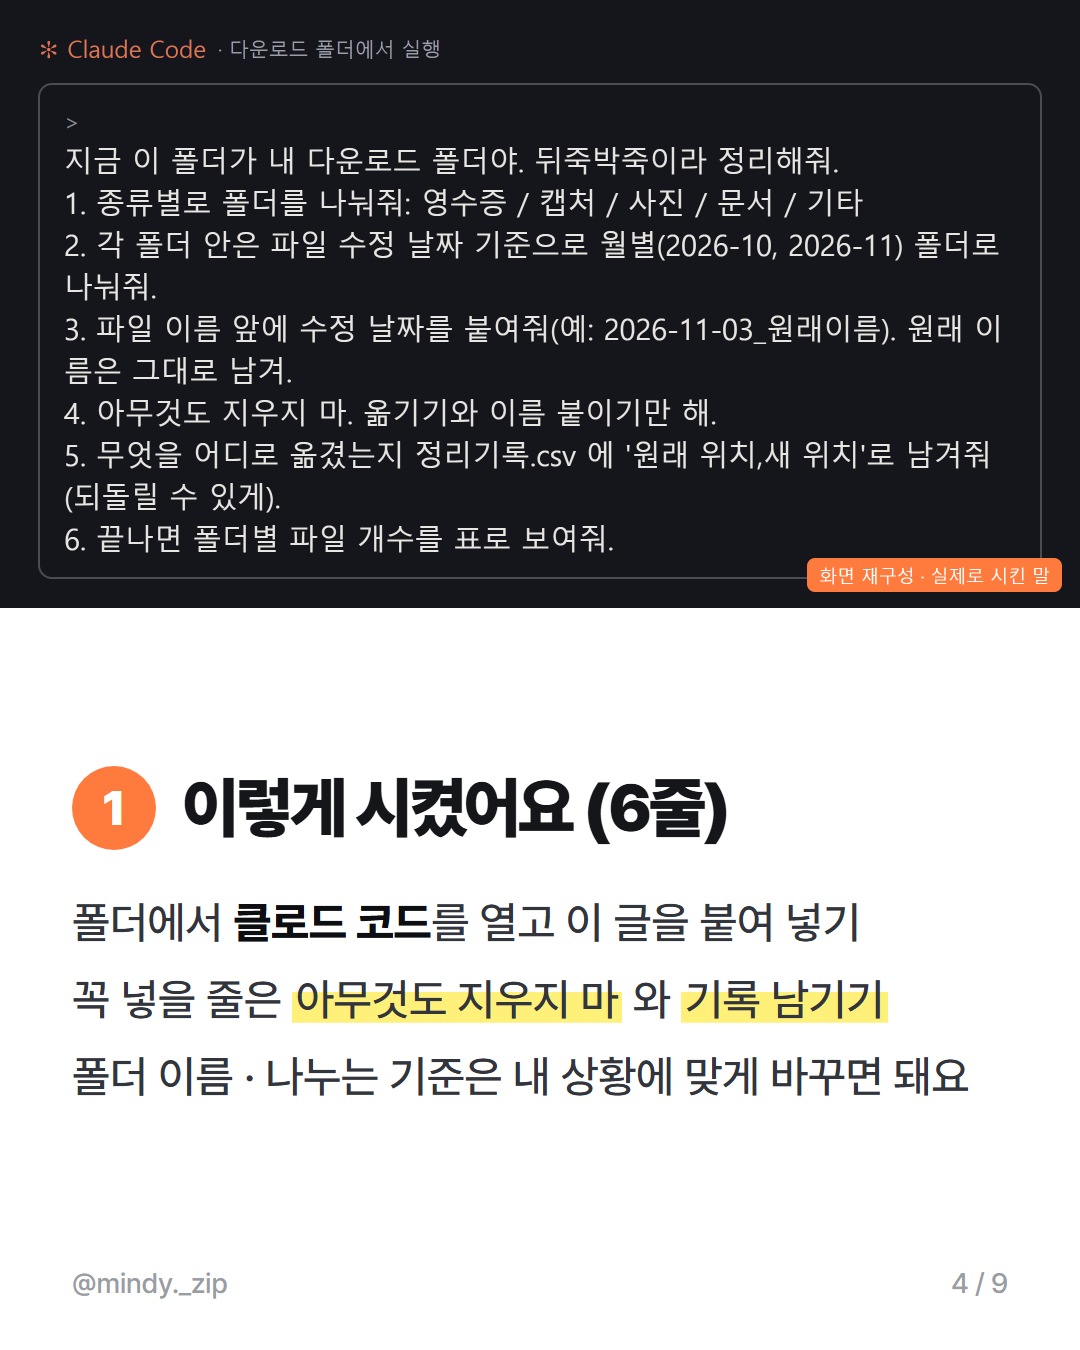 ✻ Claude Code · 다운로드 폴더에서 실행
>
지금 이 폴더가 내 다운로드 폴더야. 뒤죽박죽이라 정리해줘.
1. 종류별로 폴더를 나눠줘: 영수증 / 캡처 / 사진 / 문서 / 기타
2. 각 폴더 안은 파일 수정 날짜 기준으로 월별(2026-10, 2026-11) 폴더로
나눠줘.
3. 파일 이름 앞에 수정 날짜를 붙여줘(예: 2026-11-03_원래이름). 원래 이
름은 그대로 남겨.
4. 아무것도 지우지 마. 옮기기와 이름 붙이기만 해.
5. 무엇을 어디로 옮겼는지 정리기록.csv 에 '원래 위치,새 위치'로 남겨줘
(되돌릴 수 있게).
6. 끝나면 폴더별 파일 개수를 표로 보여줘.
화면 재구성 · 실제로 시킨 말
1 이렇게 시켰어요 (6줄)
폴더에서 클로드 코드를 열고 이 글을 붙여 넣기
꼭 넣을 줄은 아무것도 지우지 마 와 기록 남기기
폴더 이름 · 나누는 기준은 내 상황에 맞게 바꾸면 돼요
@mindy._zip
4 / 9